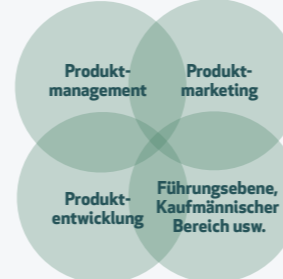 Produkt-
management
Produkt-
marketing
Produkt-
entwicklung
Führungsebene,
Kaufmännischer
Bereich usw.